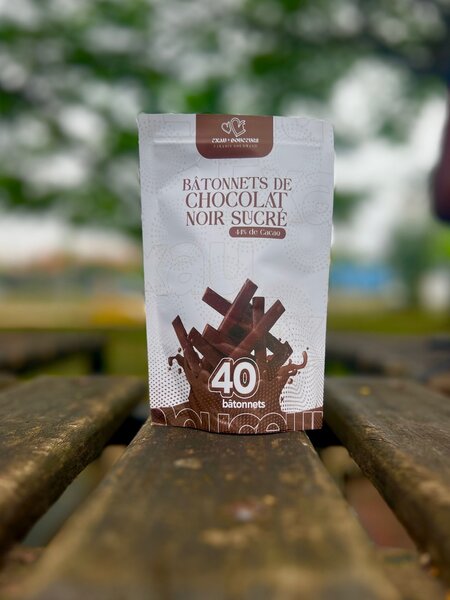 BÂTONNETS DE
CHOCOLAT
NOIR SUCRÉ
44% de Cacao
40
bâtonnets